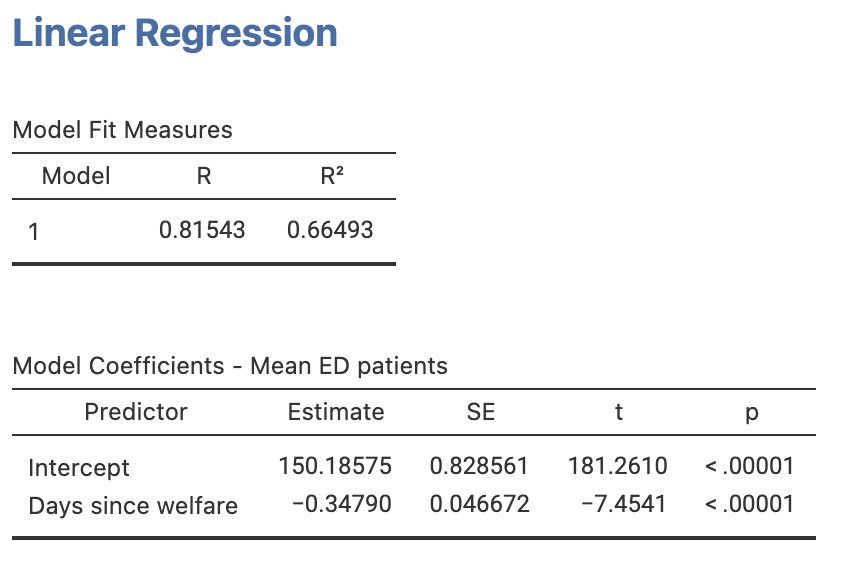 Linear Regression
Model Fit Measures
Model R R²
1 0.81543 0.66493
Model Coefficients - Mean ED patients
Predictor Estimate SE t p
Intercept 150.18575 0.828561 181.2610 < .00001
Days since welfare −0.34790 0.046672 −7.4541 < .00001